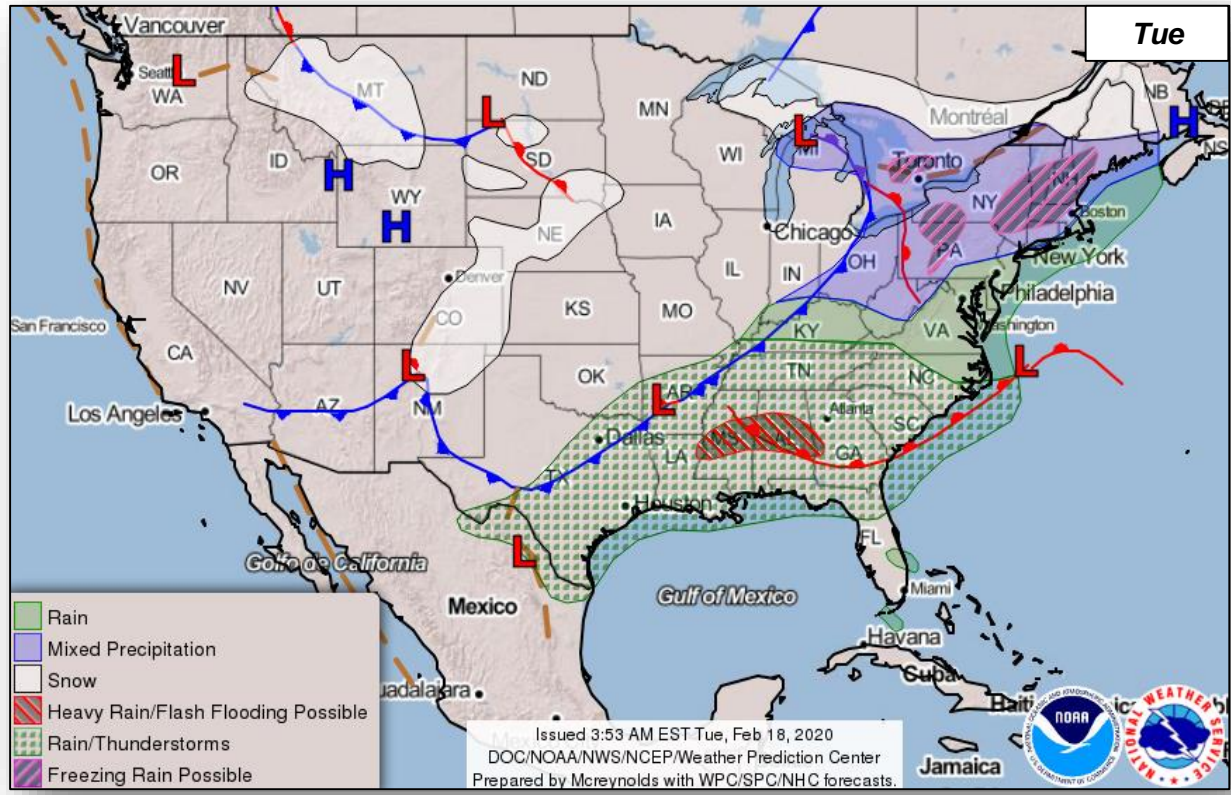 Tue
Vancouver
Seattl
L
WA
MT
ND
MN
L
OR
ID
H
WY
H
SD
WI
L
MI
Montréal
NB
H
NS
Toronto
NY
NH
Boston
NE
IA
Chicago
PA
New York
NV
UT
Denver
CO
KS
MO
IL
IN
OH
Philadelphia
San Francisco
CA
KY
VA
Washington
L
Los Angeles
AZ
L
NM
OK
L
AR
TN
NC
Dallas
TX
LA
MS
AL
Atlanta
GA
SC
Houston
FL
L
Golfo de California
Mexico
Gulf of Mexico
Miami
Havana
Cuba
Jamaica
uadalajara
Rain
Mixed Precipitation
Snow
Heavy Rain/Flash Flooding Possible
Rain/Thunderstorms
Freezing Rain Possible
Issued 3:53 AM EST Tue, Feb 18, 2020
DOC/NOAA/NWS/NCEP/Weather Prediction Center
Prepared by Mcreynolds with WPC/SPC/NHC forecasts.
NOAA
NATIONAL WEATHER SERVICE